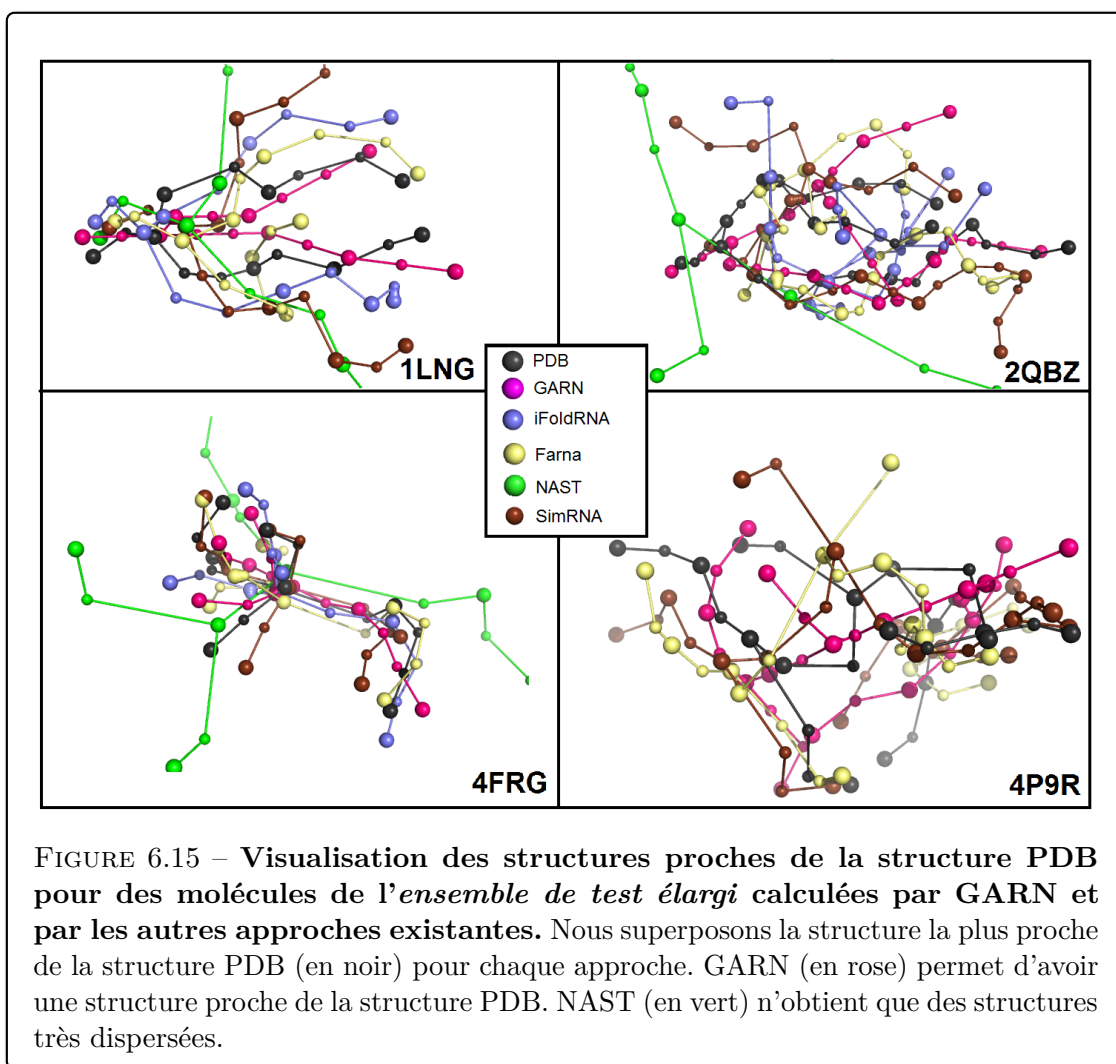 1LNG
2QBZ
PDB
GARN
iFoldRNA
Farna
NAST
SimRNA
4FRG
4P9R
FIGURE 6.15 – Visualisation des structures proches de la structure PDB
pour des molécules de l'ensemble de test élargi calculées par GARN et
par les autres approches existantes. Nous superposons la structure la plus proche
de la structure PDB (en noir) pour chaque approche. GARN (en rose) permet d'avoir
une structure proche de la structure PDB. NAST (en vert) n'obtient que des structures
très dispersées.